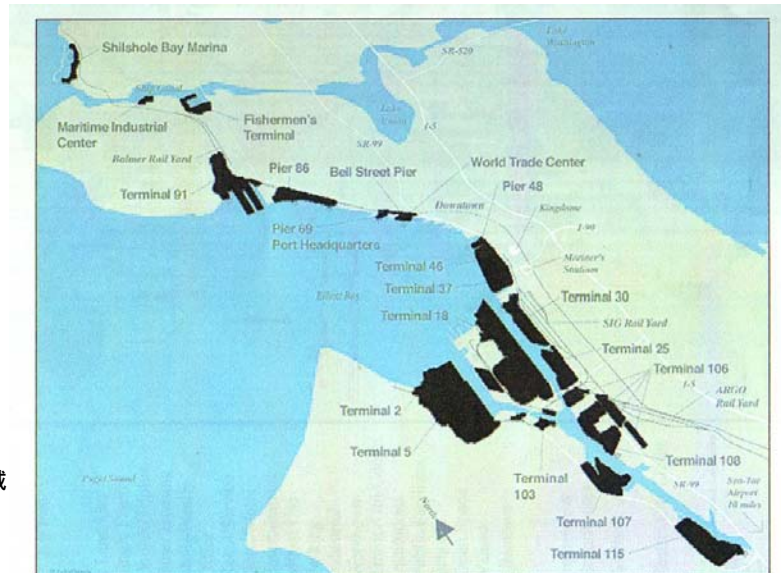 Shilshole Bay Marina
Lake
Washington
SR-520
Ship Canal
Lake
Union
I-5
Maritime Industrial
Center
Fishermen's
Terminal
SR-99
Balmer Rail Yard
Pier 86
Bell Street Pier
World Trade Center
Pier 48
Terminal 91
Downtown
Kingdome
Pier 69
Port Headquarters
I-90
Mariner's
Stadium
Terminal 46
Terminal 37
Terminal 30
Elliott Bay
Terminal 18
SIG Rail Yard
Terminal 25
Terminal 106
I-5
ARGO
Rail Yard
Terminal 2
Terminal 5
Terminal 108
Terminal
103
SR-99
Sea-Tac
Airport
10 miles
Puget Sound
North
Terminal 107
Terminal 115